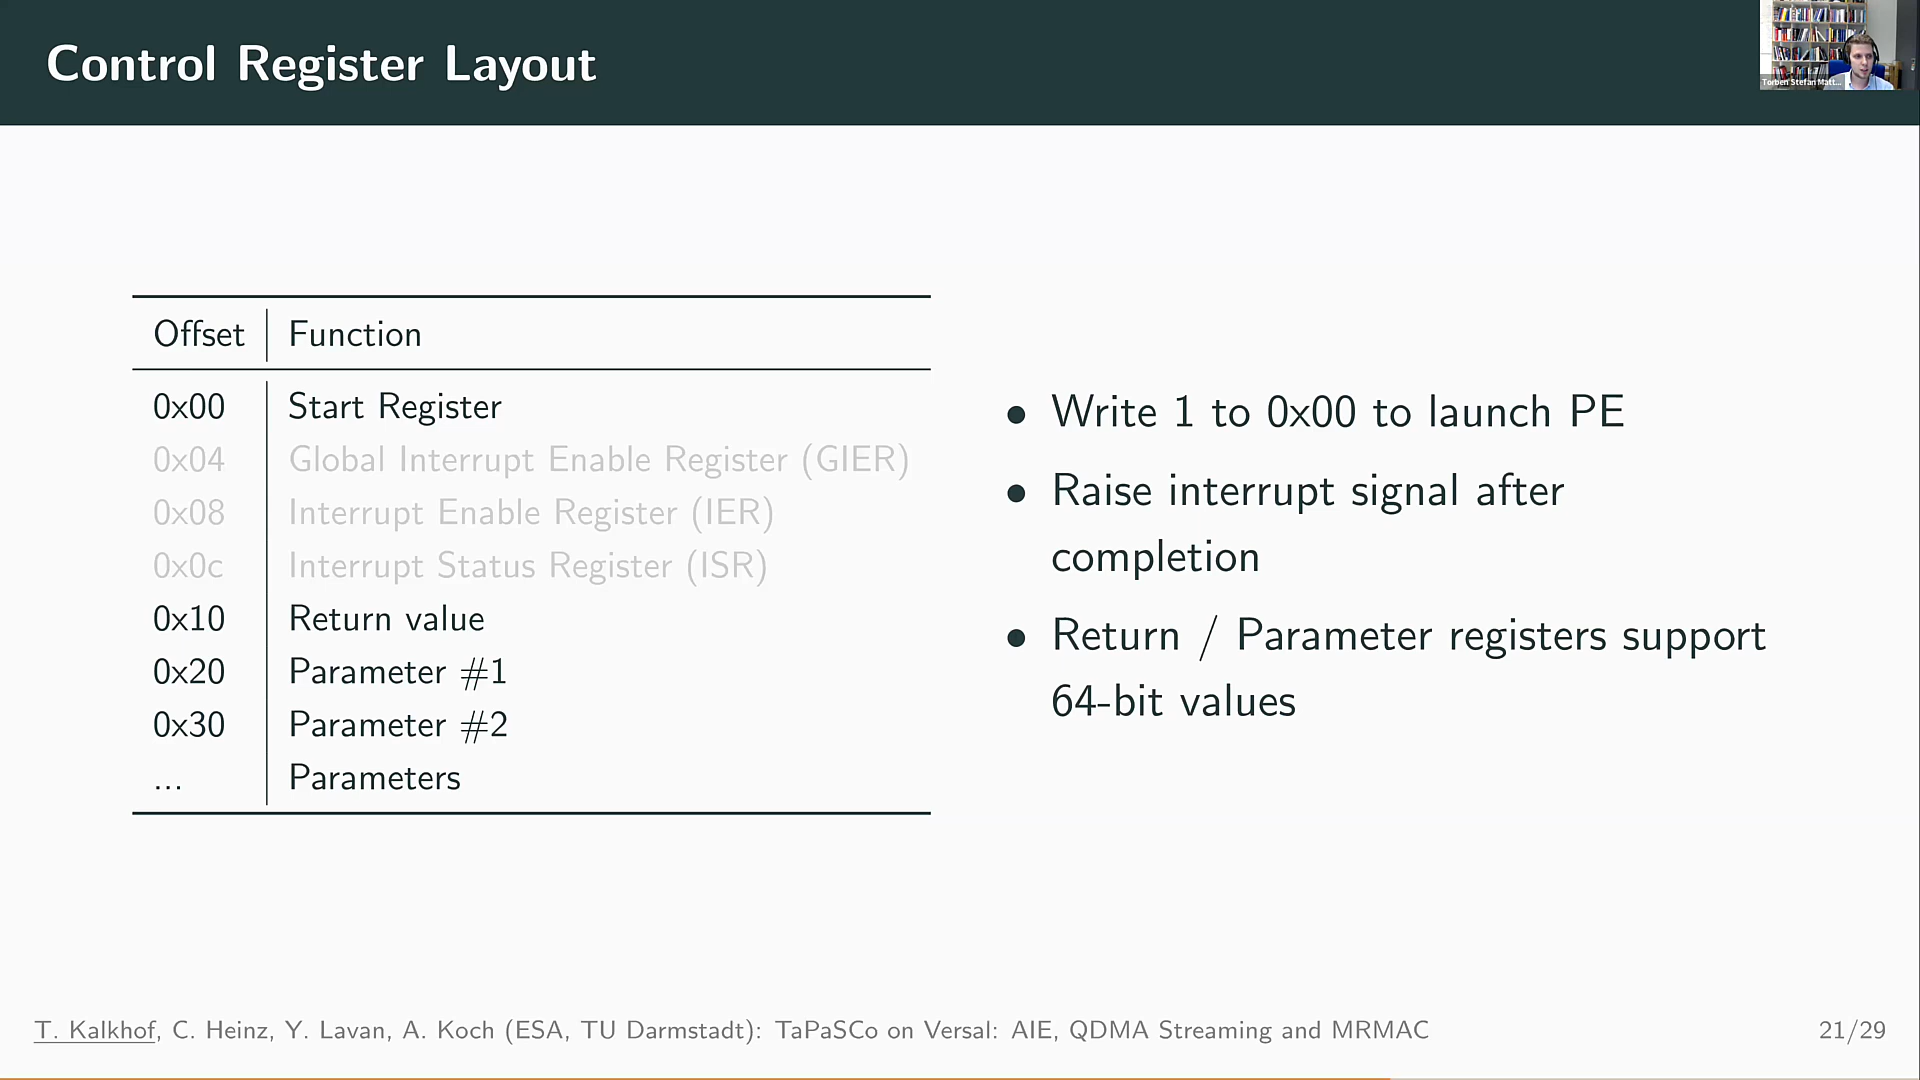 Control Register Layout
Torben Stefan Matt...
Offset Function
0x00 Start Register
0x04 Global Interrupt Enable Register (GIER)
0x08 Interrupt Enable Register (IER)
0x0c Interrupt Status Register (ISR)
0x10 Return value
0x20 Parameter #1
0x30 Parameter #2
... Parameters
• Write 1 to 0x00 to launch PE
• Raise interrupt signal after
completion
• Return / Parameter registers support
64-bit values
T. Kalkhof, C. Heinz, Y. Lavan, A. Koch (ESA, TU Darmstadt): TaPaSCo on Versal: AIE, QDMA Streaming and MRMAC 21/29